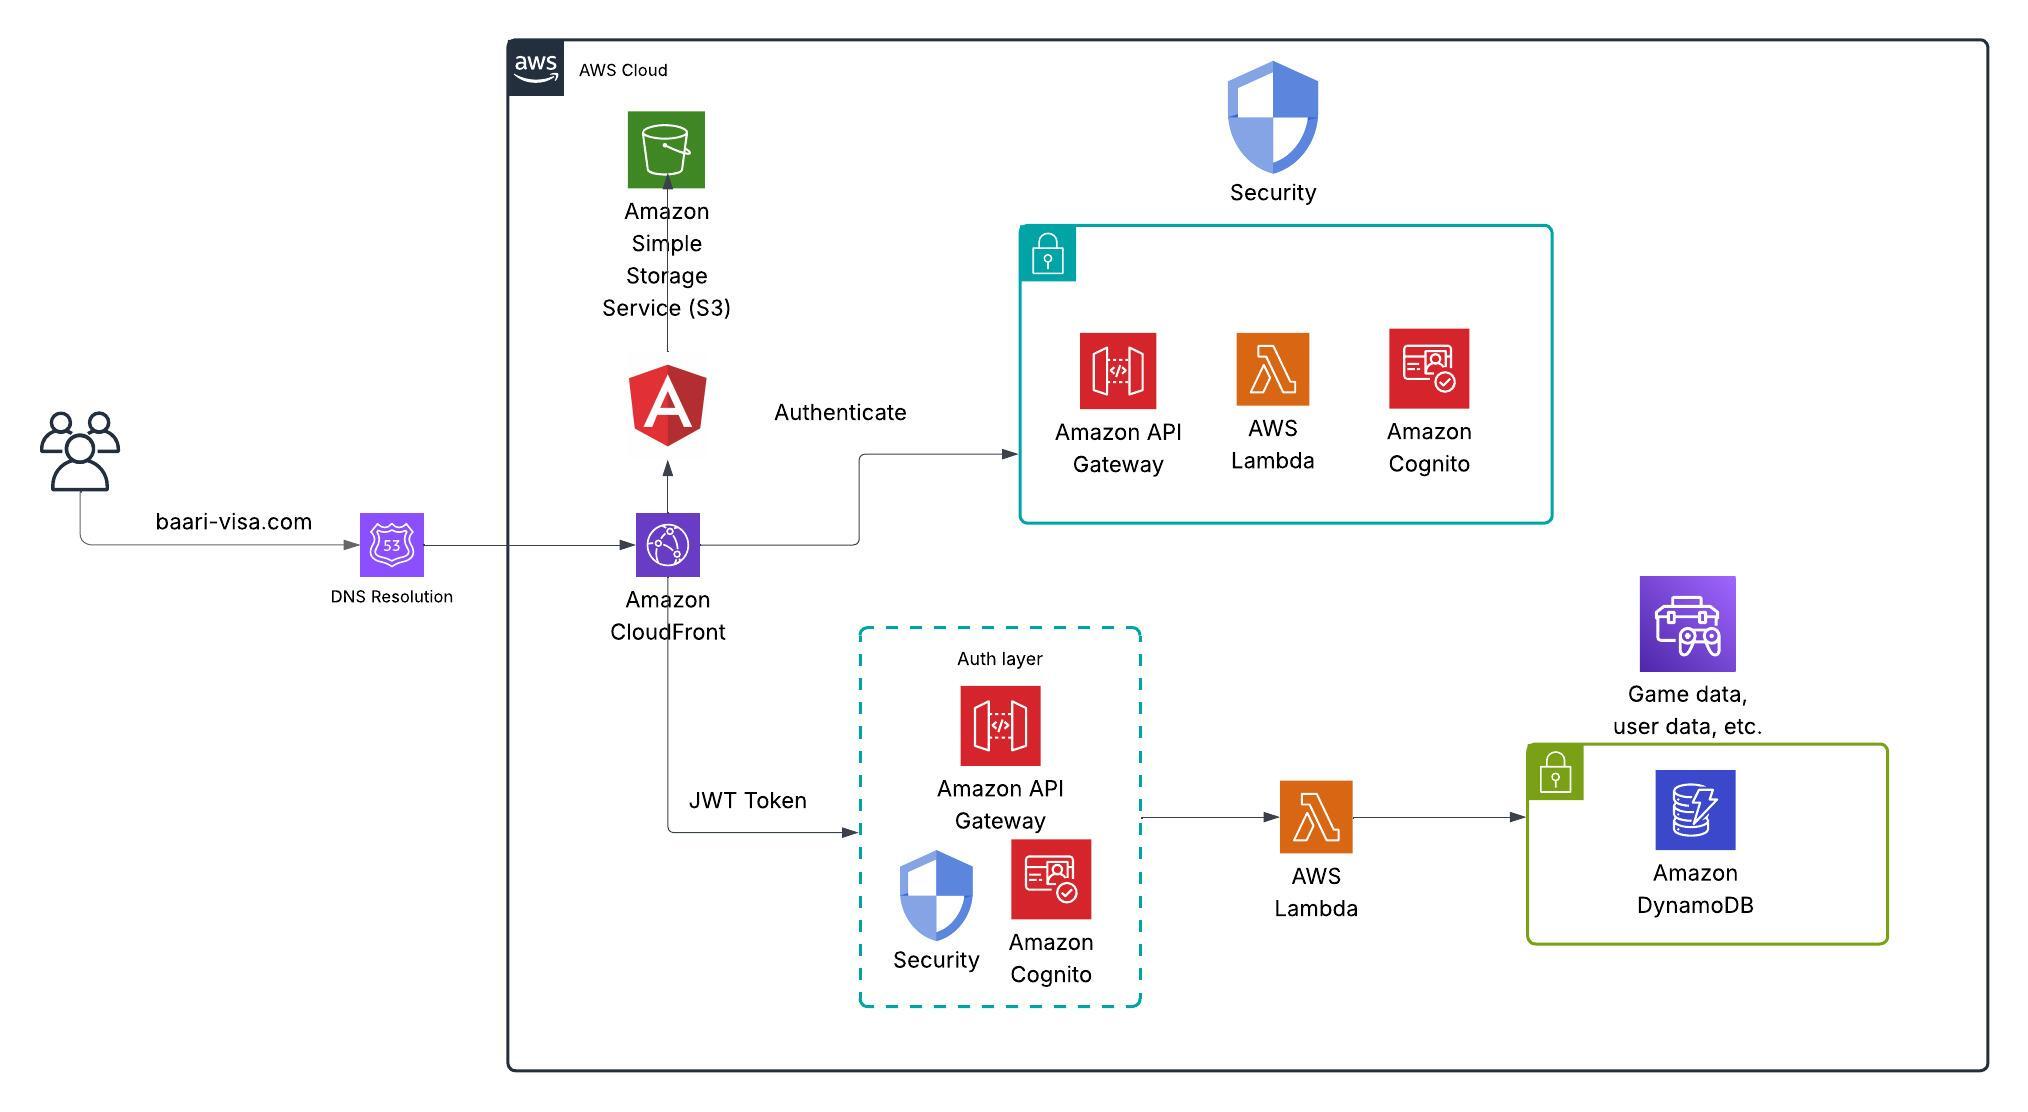 aws
AWS Cloud
Security
Amazon
Simple
Storage
Service (S3)
Authenticate
Amazon API
Gateway
AWS
Lambda
Amazon
Cognito
baari-visa.com
53
DNS Resolution
Amazon
CloudFront
Auth layer
Amazon API
Gateway
JWT Token
Security
Amazon
Cognito
AWS
Lambda
Game data,
user data, etc.
Amazon
DynamoDB